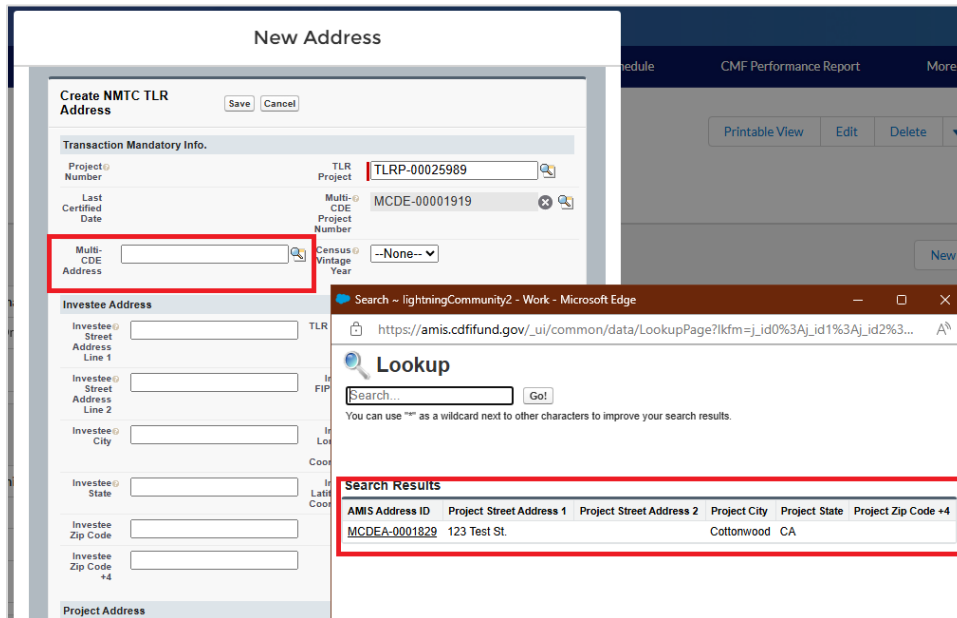 New Address
hedule CMF Performance Report More
Printable View Edit Delete
New
Create NMTC TLR
Address
Save Cancel
Transaction Mandatory Info.
Project
Number
TLR
Project
TLRP-00025989
Last
Certified
Date
Multi-
CDE
Project
Number
MCDE-00001919
Multi-
CDE
Address
Census
Vintage
Year
--None--
Investee Address
Investee
Street
Address
Line 1
TLR
Investee
Street
Address
Line 2
In
FIP
Investee
City
In
Lon
Coor
Investee
State
In
Latit
Coor
Investee
Zip Code
Investee
Zip Code
+4
Project Address
Search ~ lightningCommunity2 - Work - Microsoft Edge
https://amis.cdfifund.gov/_ui/common/data/LookupPage?lkfm=j_id0%3Aj_id1%3Aj_id2%3...
Lookup
Search...
Go!
You can use "*" as a wildcard next to other characters to improve your search results.
Search Results
AMIS Address ID Project Street Address 1 Project Street Address 2 Project City Project State Project Zip Code +4
MCDEA-0001829 123 Test St. Cottonwood CA